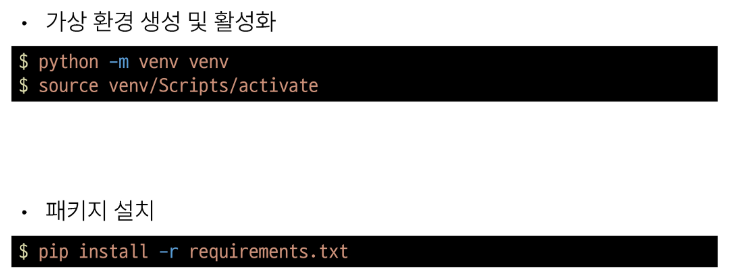 • 가상 환경 생성 및 활성화
$ python -m venv venv
$ source venv/Scripts/activate
• 패키지 설치
$ pip install -r requirements.txt